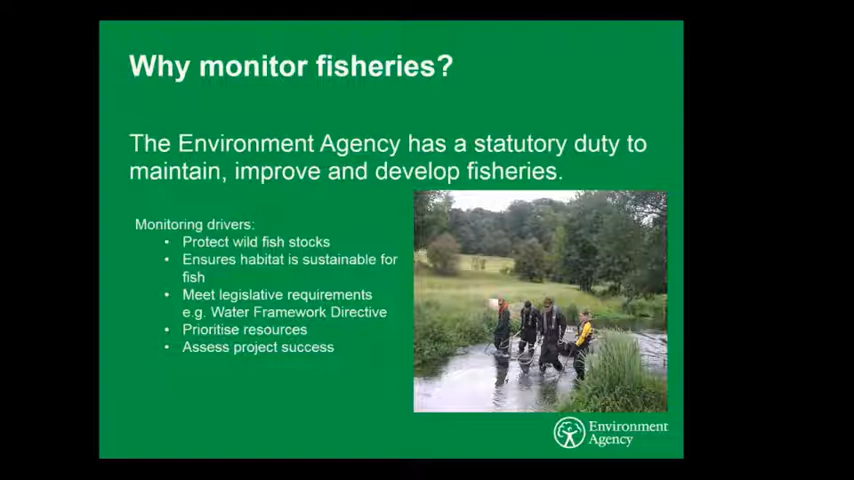 Why monitor fisheries?
The Environment Agency has a statutory duty to
maintain, improve and develop fisheries.
Monitoring drivers:
• Protect wild fish stocks
• Ensures habitat is sustainable for
fish
• Meet legislative requirements
e.g. Water Framework Directive
• Prioritise resources
• Assess project success
Environment
Agency